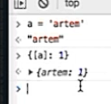 top
> a = 'artem'
< "artem"
> {[a]: 1}
< ▸ {artem: 1}
>